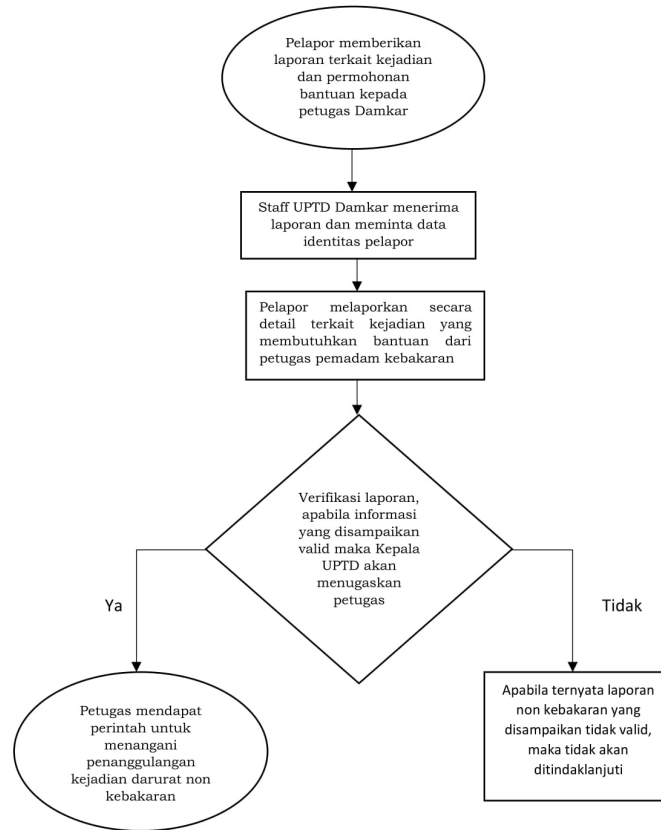 Pelapor memberikan
laporan terkait kejadian
dan permohonan
bantuan kepada
petugas Damkar
Staff UPTD Damkar menerima
laporan dan meminta data
identitas pelapor
Pelapor melaporkan secara
detail terkait kejadian yang
membutuhkan bantuan dari
petugas pemadam kebakaran
Verifikasi laporan,
apabila informasi
yang disampaikan
valid maka Kepala
UPTD akan
menugaskan
petugas
Ya
Tidak
Petugas mendapat
perintah untuk
menangani
penanggulangan
kejadian darurat non
kebakaran
Apabila ternyata laporan
non kebakaran yang
disampaikan tidak valid,
maka tidak akan
ditindaklanjuti